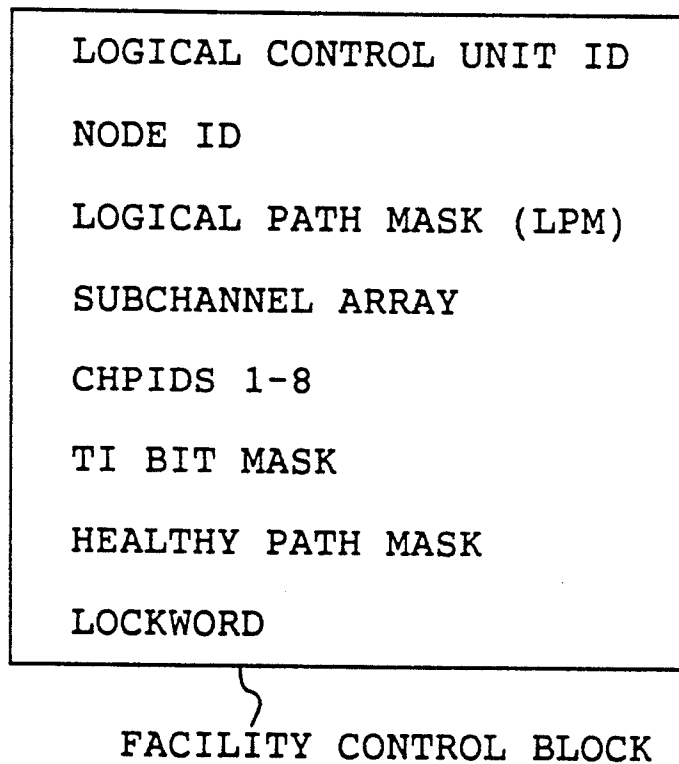 LOGICAL CONTROL UNIT ID
NODE ID
LOGICAL PATH MASK (LPM)
SUBCHANNEL ARRAY
CHPIDS 1-8
TI BIT MASK
HEALTHY PATH MASK
LOCKWORD
FACILITY CONTROL BLOCK